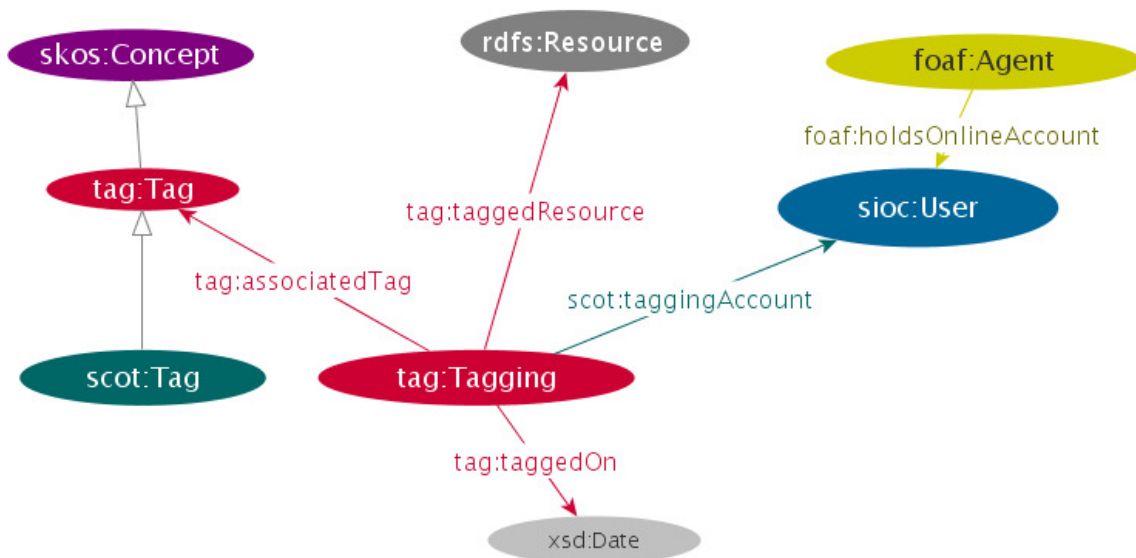 skos:Concept
rdfs:Resource
foaf:Agent
foaf:holdsOnlineAccount
tag:Tag
sioc:User
tag:taggedResource
tag:associatedTag
scot:taggingAccount
scot:Tag
tag:Tagging
tag:taggedOn
xsd:Date